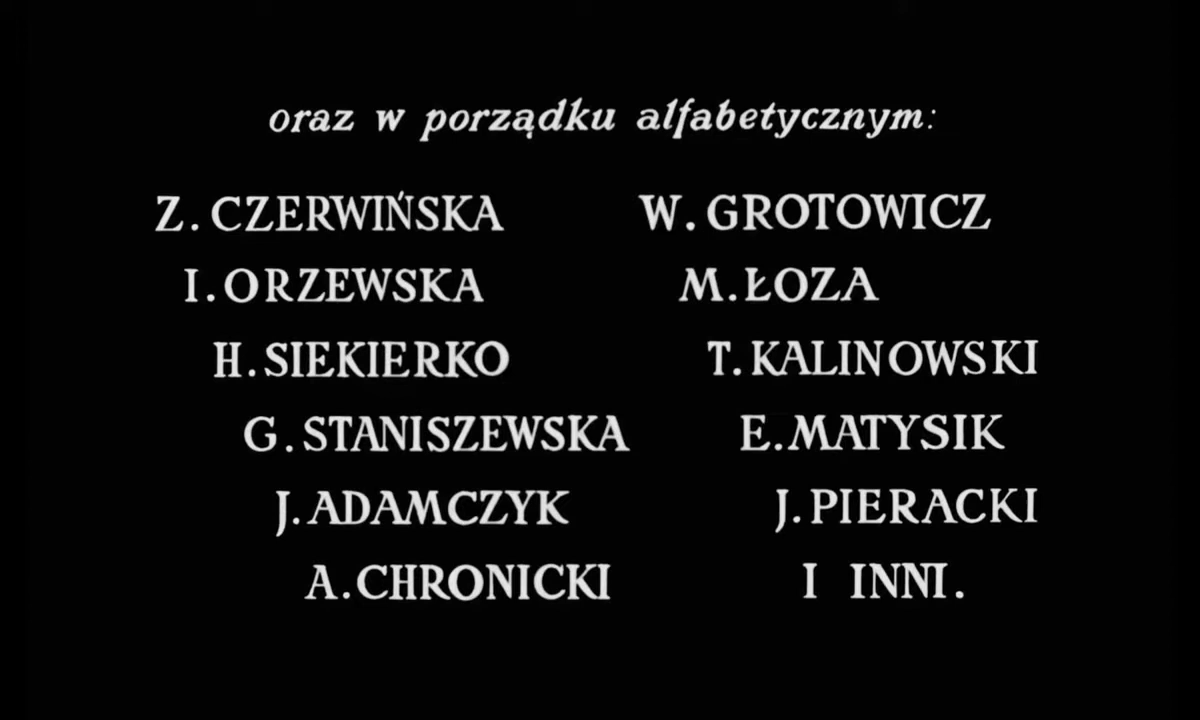 oraz w porządku alfabetycznym:
Z. CZERWIŃSKA
I. ORZEWSKA
H. SIEKIERKO
G. STANISZEWSKA
J. ADAMCZYK
A. CHRONICKI
W. GROTOWICZ
M. ŁOZA
T. KALINOWSKI
E. MATYSIK
J. PIERACKI
I INNI.